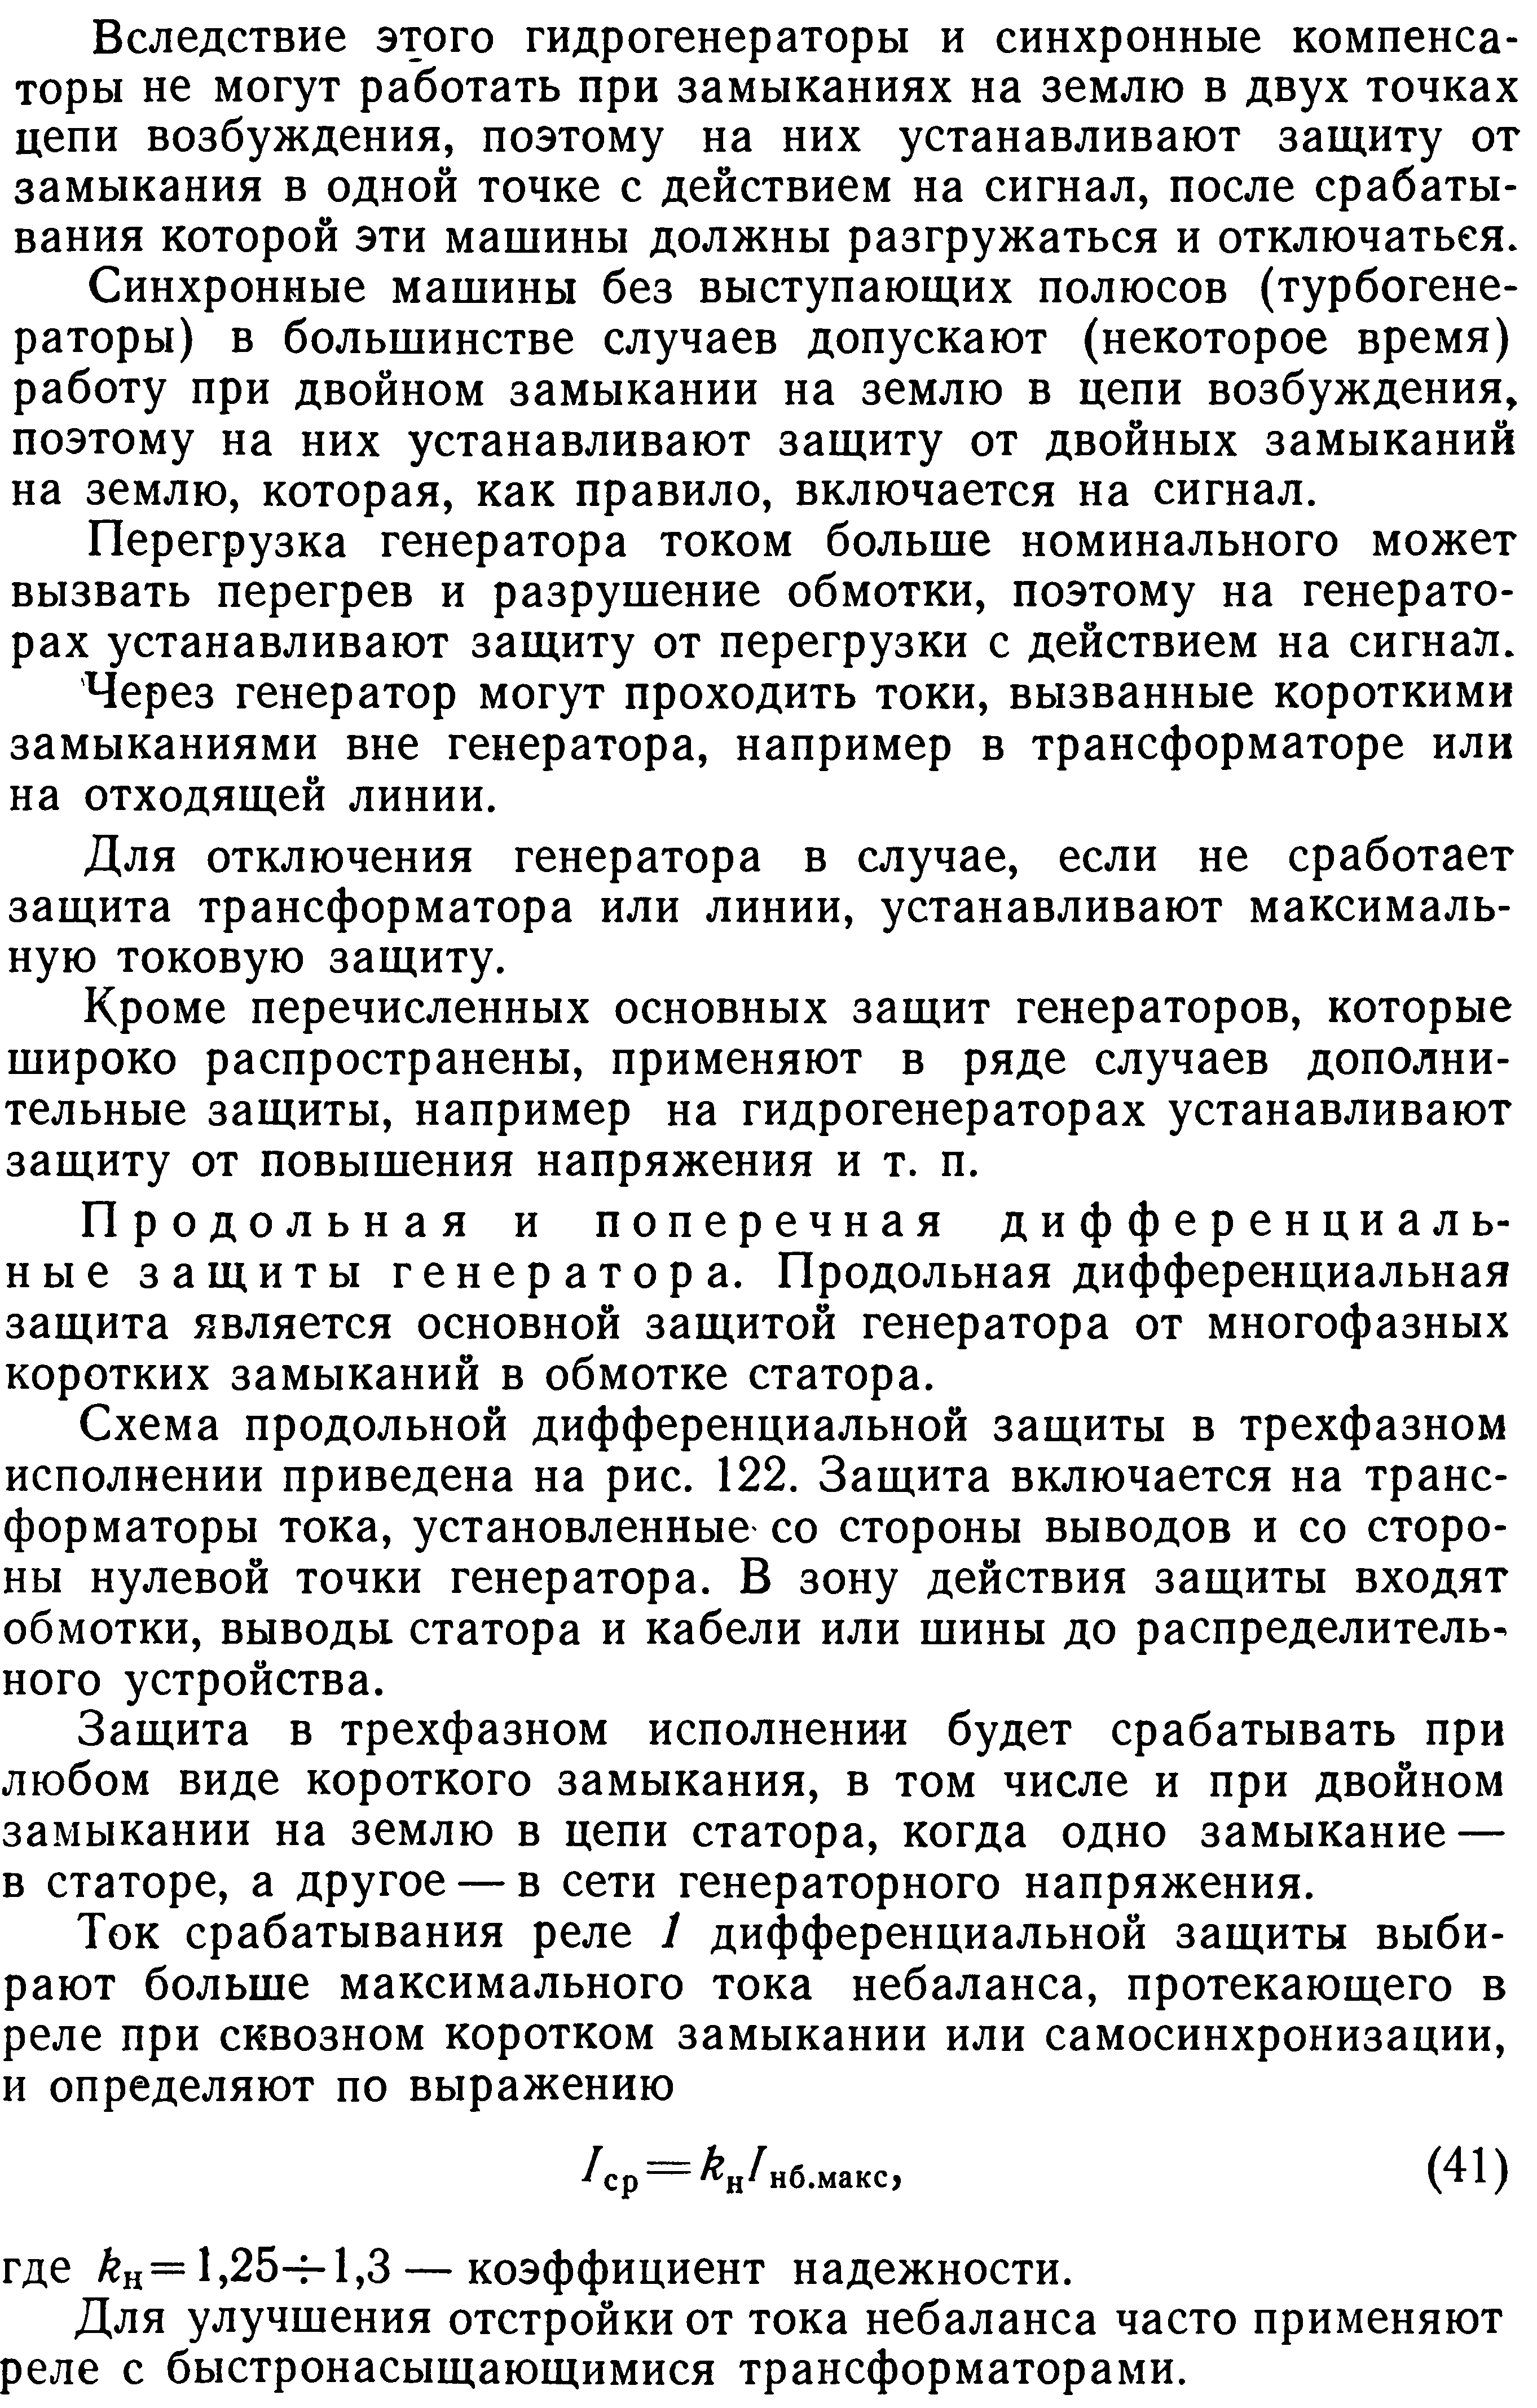 Вследствие этого гидрогенераторы и синхронные компенса-
торы не могут работать при замыканиях на землю в двух точках
цепи возбуждения, поэтому на них устанавливают защиту от
замыкания в одной точке с действием на сигнал, после срабаты-
вания которой эти машины должны разгружаться и отключаться.
Синхронные машины без выступающих полюсов (турбогене-
раторы) в большинстве случаев допускают (некоторое время)
работу при двойном замыкании на землю в цепи возбуждения,
поэтому на них устанавливают защиту от двойных замыканий
на землю, которая, как правило, включается на сигнал.
Перегрузка генератора током больше номинального может
вызвать перегрев и разрушение обмотки, поэтому на генерато-
рах устанавливают защиту от перегрузки с действием на сигнал.
Через генератор могут проходить токи, вызванные короткими
замыканиями вне генератора, например в трансформаторе или
на отходящей линии.
Для отключения генератора в случае, если не сработает
защита трансформатора или линии, устанавливают максималь-
ную токовую защиту.
Кроме перечисленных основных защит генераторов, которые
широко распространены, применяют в ряде случаев дополни-
тельные защиты, например на гидрогенераторах устанавливают
защиту от повышения напряжения и т. п.
Продольная и поперечная дифференциаль-
ные защиты генератора. Продольная дифференциальная
защита является основной защитой генератора от многофазных
коротких замыканий в обмотке статора.
Схема продольной дифференциальной защиты в трехфазном
исполнении приведена на рис. 122. Защита включается на транс-
форматоры тока, установленные со стороны выводов и со сторо-
ны нулевой точки генератора. В зону действия защиты входят
обмотки, выводы статора и кабели или шины до распределитель-
ного устройства.
Защита в трехфазном исполнении будет срабатывать при
любом виде короткого замыкания, в том числе и при двойном
замыкании на землю в цепи статора, когда одно замыкание —
в статоре, а другое — в сети генераторного напряжения.
Ток срабатывания реле 1 дифференциальной защиты выби-
рают больше максимального тока небаланса, протекающего в
реле при сквозном коротком замыкании или самосинхронизации,
и определяют по выражению
Iср = kнIнб.макс, (41)
где kн = 1,25÷1,3 — коэффициент надежности.
Для улучшения отстройки от тока небаланса часто применяют
реле с быстронасыщающимися трансформаторами.